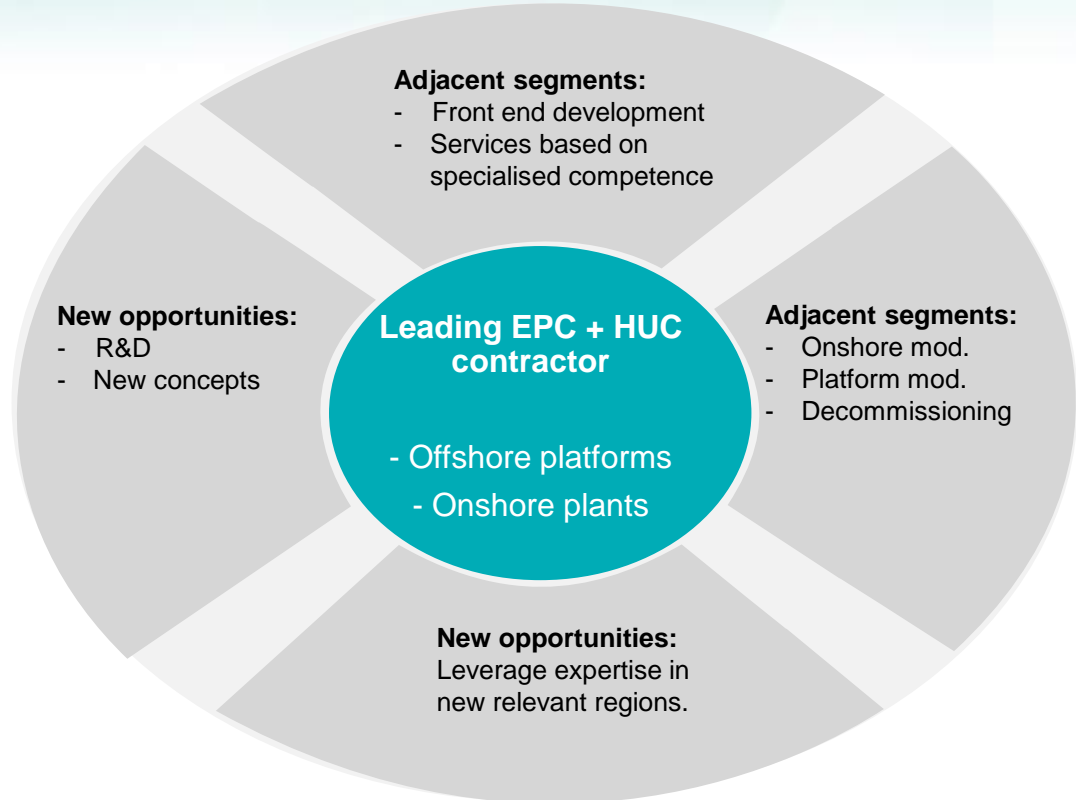 Adjacent segments:
- Front end development
- Services based on
specialised competence
New opportunities:
- R&D
- New concepts
Leading EPC + HUC
contractor
- Offshore platforms
- Onshore plants
Adjacent segments:
- Onshore mod.
- Platform mod.
- Decommissioning
New opportunities:
Leverage expertise in
new relevant regions.